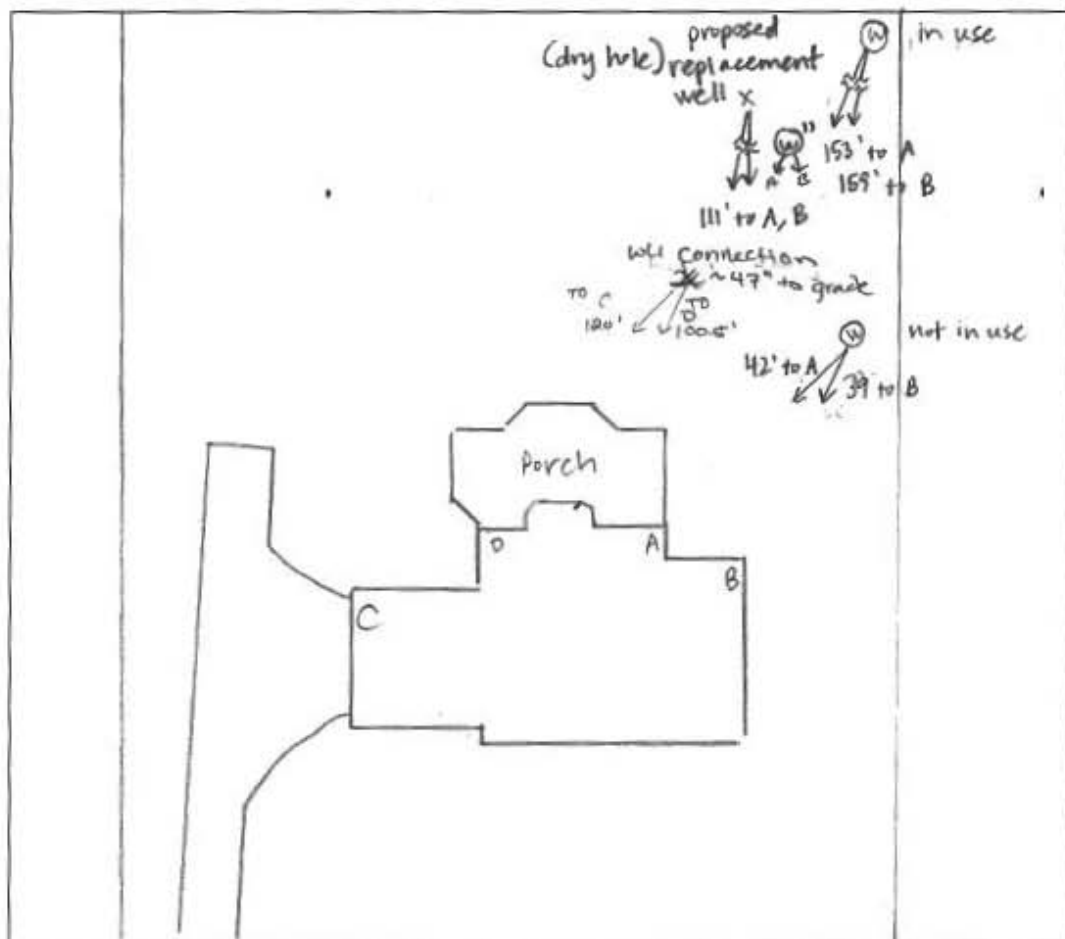 proposed
(dry hole) replacement
well x
W in use
W"
A B
153' to A
159' to B
111' to A, B
connection
~47" to grade
TO C
120'
TO
D
100.5'
W not in use
42' to A
39 to B
Porch
D
A
B
C